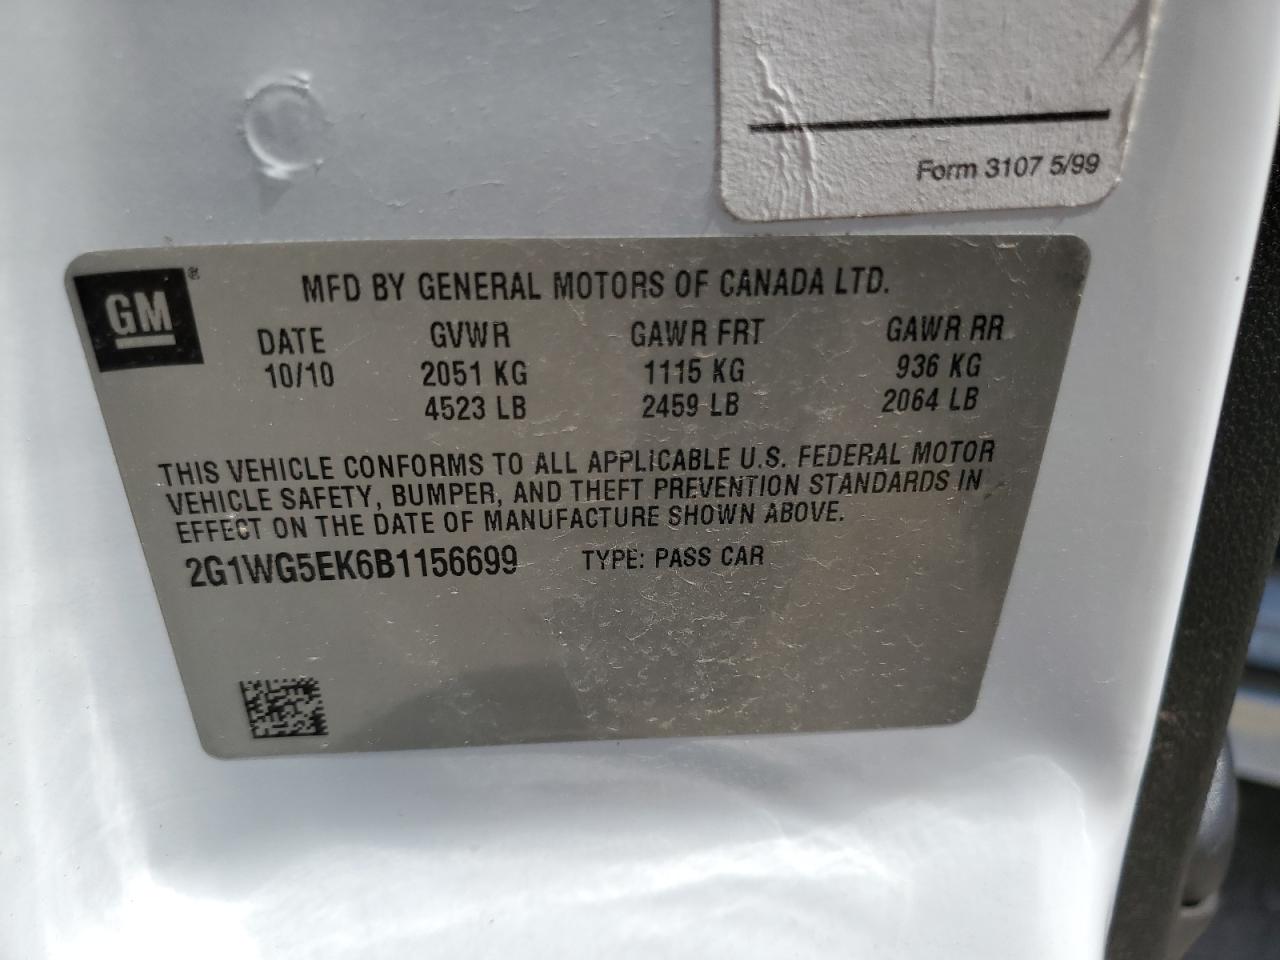 Form 3107 5/99
GM ®
MFD BY GENERAL MOTORS OF CANADA LTD.
DATE GVWR GAWR FRT GAWR RR
10/10 2051 KG 1115 KG 936 KG
4523 LB 2459 LB 2064 LB
THIS VEHICLE CONFORMS TO ALL APPLICABLE U.S. FEDERAL MOTOR
VEHICLE SAFETY, BUMPER, AND THEFT PREVENTION STANDARDS IN
EFFECT ON THE DATE OF MANUFACTURE SHOWN ABOVE.
2G1WG5EK6B1156699 TYPE: PASS CAR